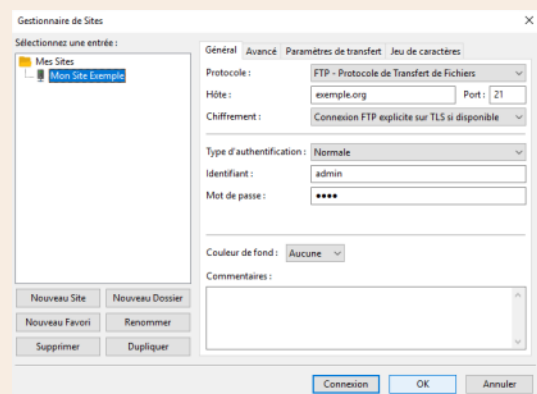 Gestionnaire de Sites
Sélectionnez une entrée :
Mes Sites
Mon Site Exemple
Nouveau Site
Nouveau Dossier
Nouveau Favori
Renommer
Supprimer
Dupliquer
Général Avancé Paramètres de transfert Jeu de caractères
Protocole : FTP - Protocole de Transfert de Fichiers
Hôte : exemple.org Port : 21
Chiffrement : Connexion FTP explicite sur TLS si disponible
Type d'authentification : Normale
Identifiant : admin
Mot de passe : ●●●●
Couleur de fond : Aucune
Commentaires :
Connexion OK Annuler